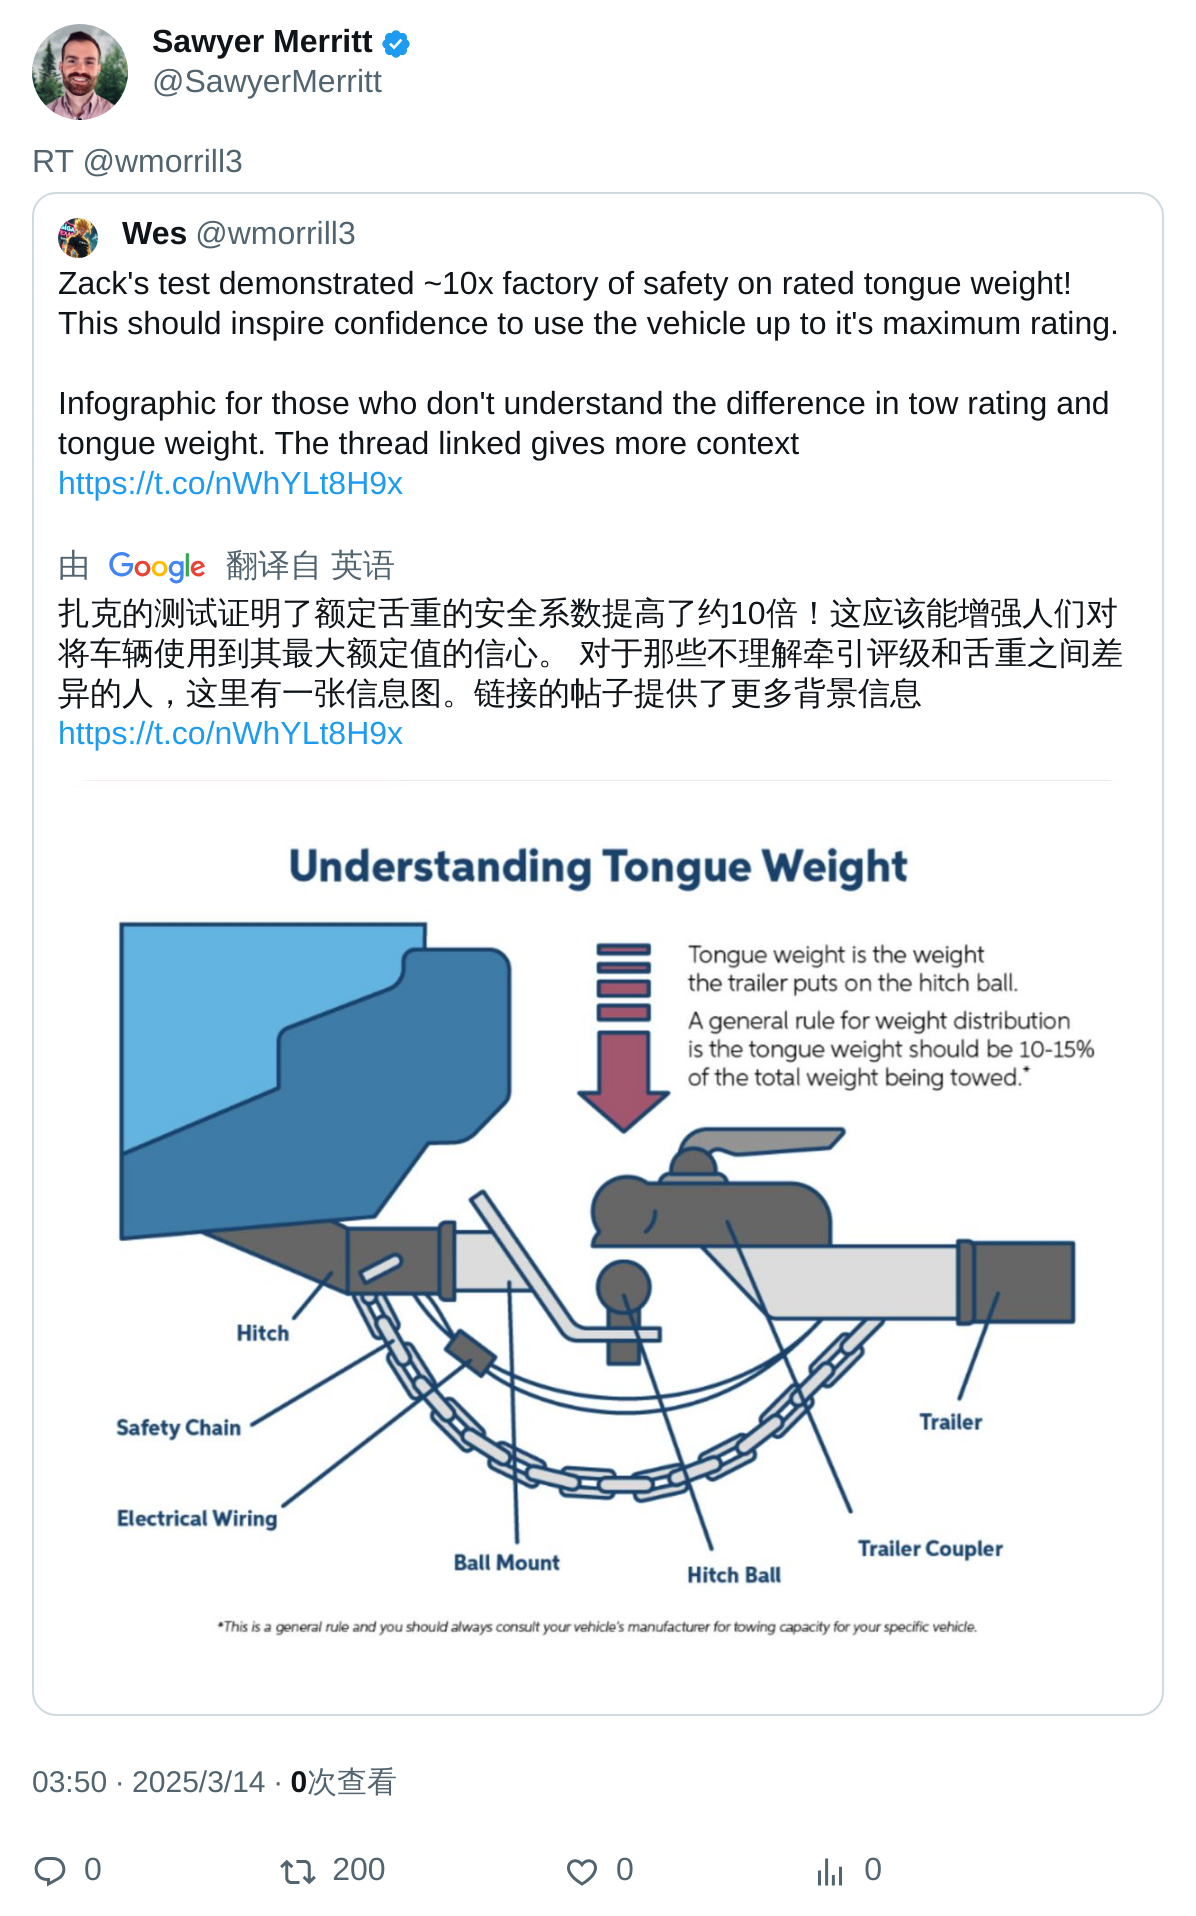 Sawyer Merritt
@SawyerMerritt
RT @wmorrill3
Wes @wmorrill3
Zack's test demonstrated ~10x factory of safety on rated tongue weight!
This should inspire confidence to use the vehicle up to it's maximum rating.
Infographic for those who don't understand the difference in tow rating and
tongue weight. The thread linked gives more context
https://t.co/nWhYLt8H9x
由 Google 翻译自 英语
扎克的测试证明了额定舌重的安全系数提高了约10倍！这应该能增强人们对
将车辆使用到其最大额定值的信心。 对于那些不理解牵引评级和舌重之间差
异的人，这里有一张信息图。链接的帖子提供了更多背景信息
https://t.co/nWhYLt8H9x
Understanding Tongue Weight
Tongue weight is the weight
the trailer puts on the hitch ball.
A general rule for weight distribution
is the tongue weight should be 10-15%
of the total weight being towed.*
Hitch
Safety Chain
Electrical Wiring
Ball Mount
Hitch Ball
Trailer Coupler
Trailer
*This is a general rule and you should always consult your vehicle's manufacturer for towing capacity for your specific vehicle.
03:50 · 2025/3/14 · 0次查看
0 200 0 0